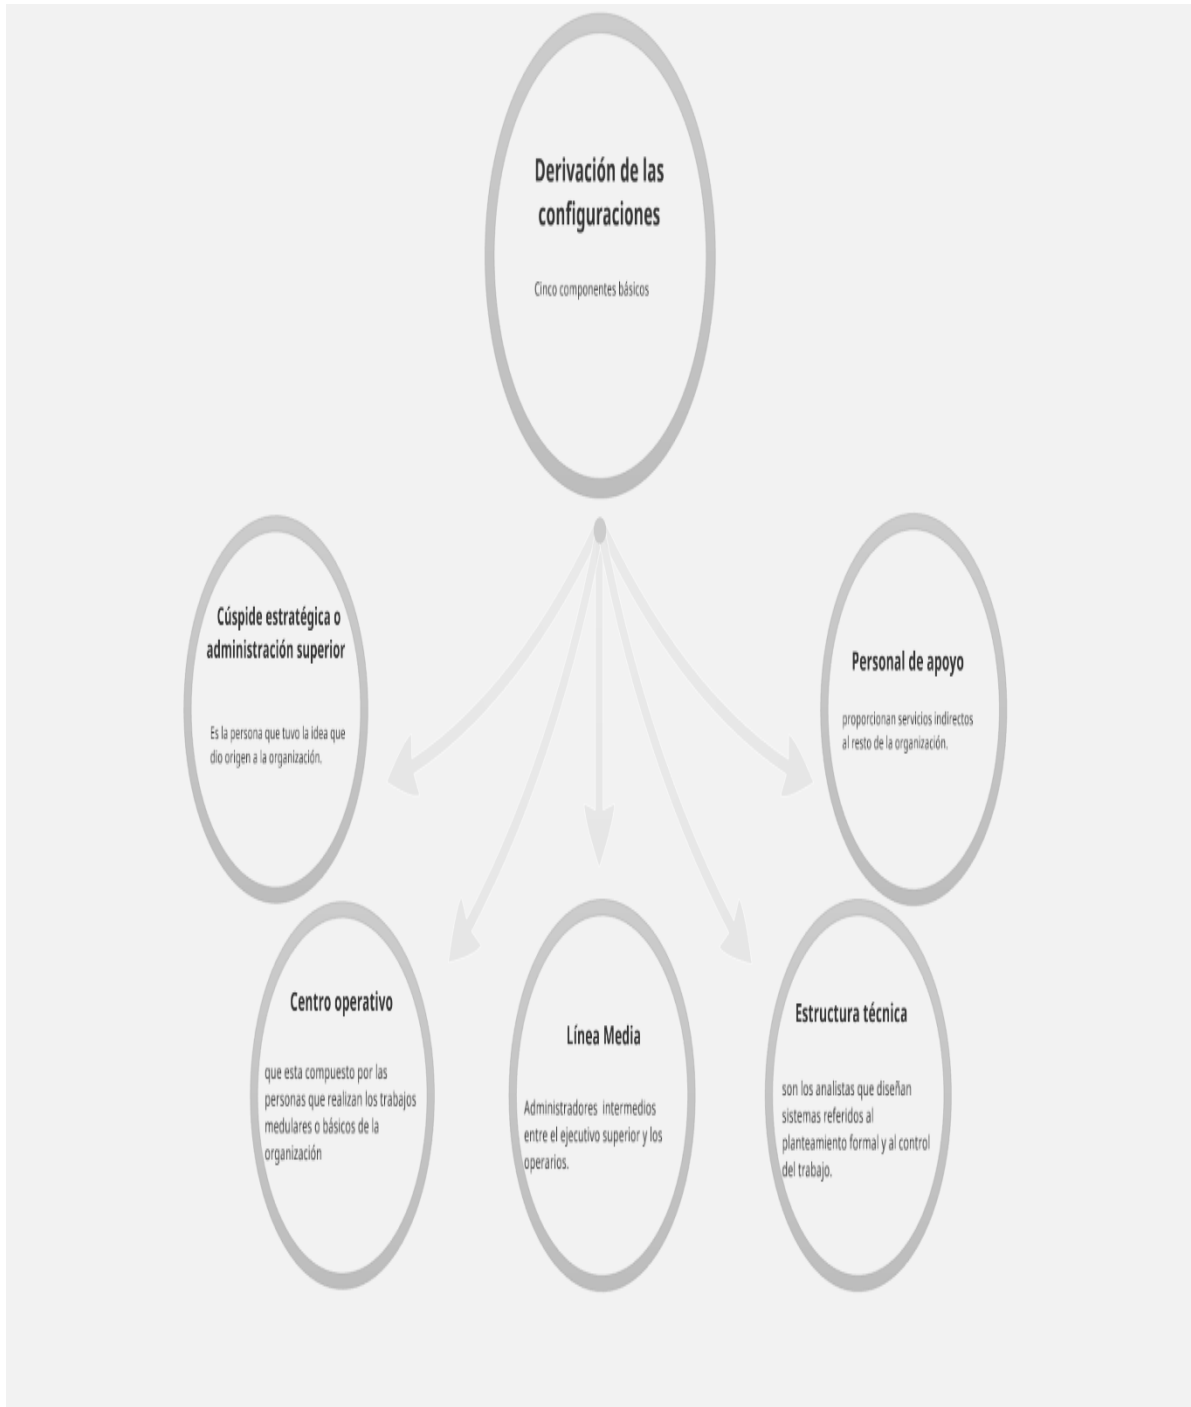 Derivación de las
configuraciones
Cinco componentes básicos
Cúspide estratégica o
administración superior
Es la persona que tuvo la idea que
dio origen a la organización.
Personal de apoyo
proporcionan servicios indirectos
al resto de la organización.
Centro operativo
que esta compuesto por las
personas que realizan los trabajos
medulares o básicos de la
organización
Línea Media
Administradores  intermedios
entre el ejecutivo superior y los
operarios.
Estructura técnica
son los analistas que diseñan
sistemas referidos al
planteamiento formal y al control
del trabajo.